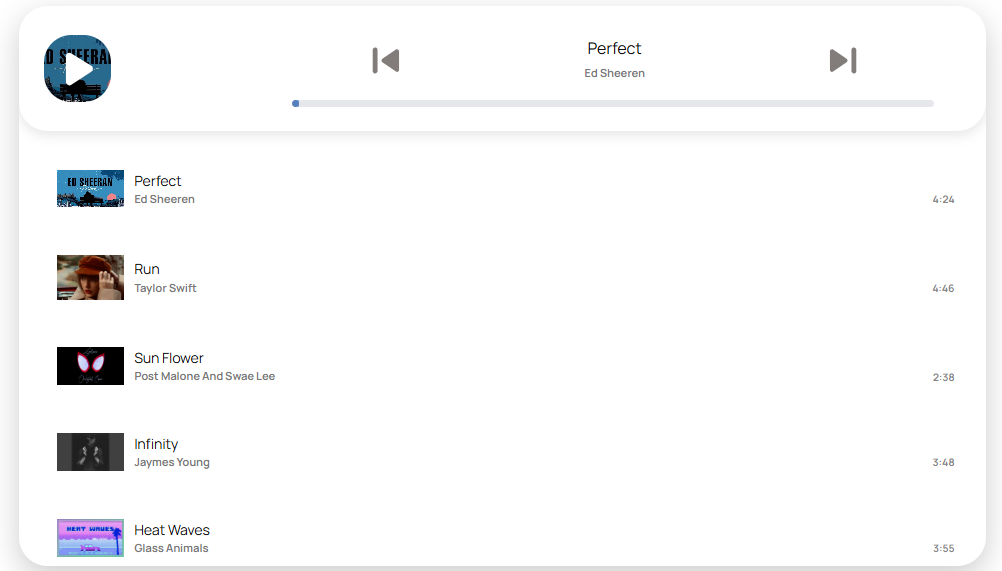 ED SHEERAN
Perfect
Ed Sheeren
ED SHEERAN
Perfect
Ed Sheeren
4:24
Run
Taylor Swift
4:46
Sun Flower
Post Malone And Swae Lee
2:38
Infinity
Jaymes Young
3:48
HEAT WAVES
Heat Waves
Glass Animals
3:55